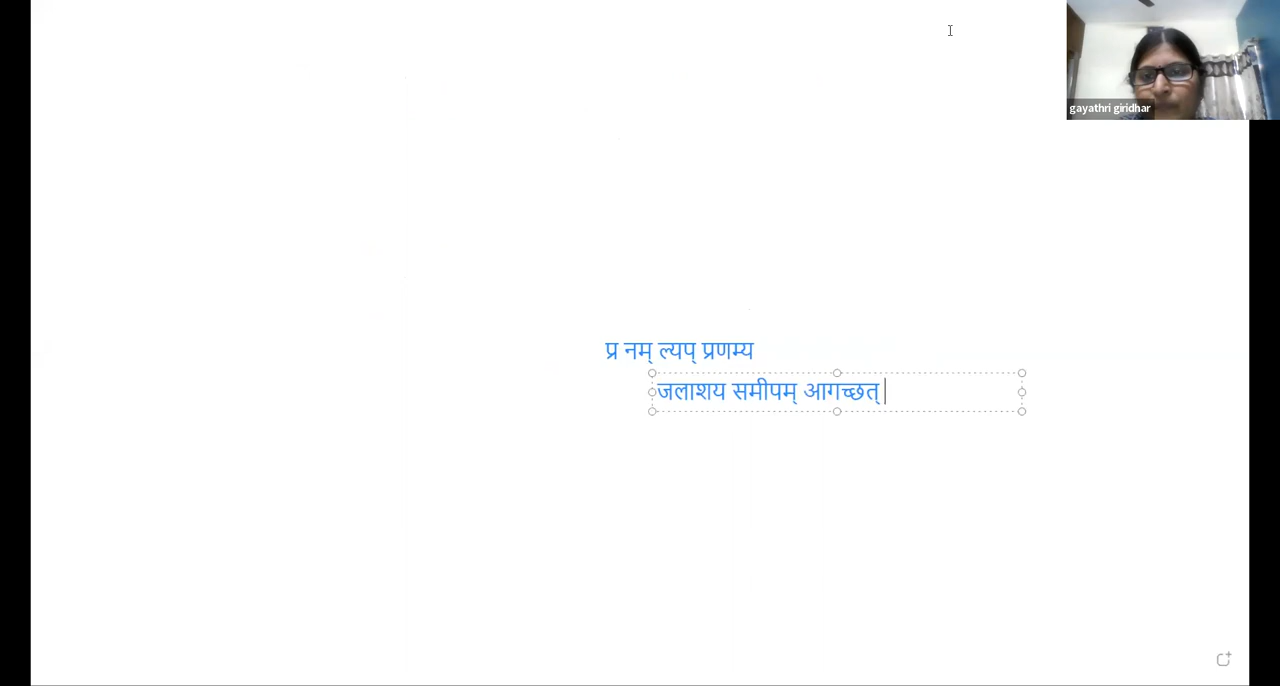 gayathri giridhar
प्र नम् ल्यप् प्रणम्य
जलाशय समीपम् आगच्छत्